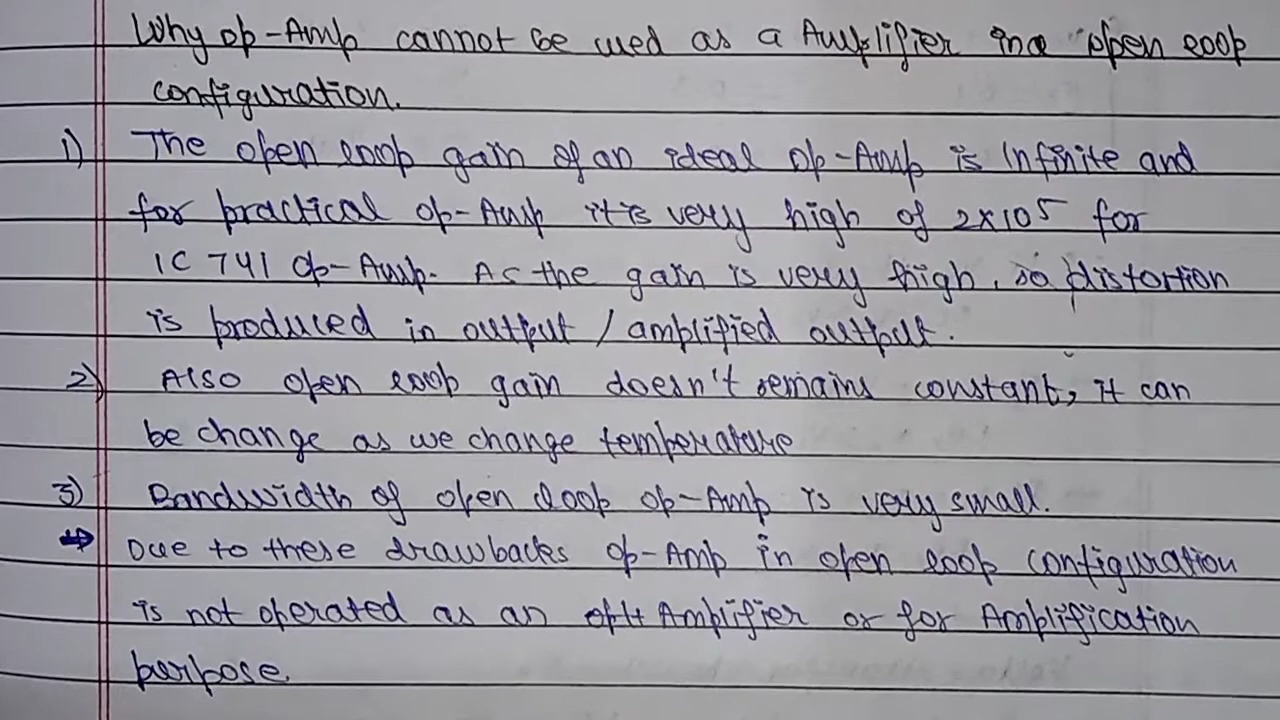 Why op-Amp cannot be used as a Amplifier in a open loop
configuration.
1) The open loop gain of an ideal op-Amp is Infinite and
for practical op-Amp it is very high of 2×10⁵ for
IC 741 op-Amp. As the gain is very high, so distortion
is produced in output / amplified output.
2) Also open loop gain doesn't remains constant, it can
be change as we change temperature
3) Bandwidth of open loop op-Amp is very small.
⇒ Due to these drawbacks op-Amp in open loop configuration
is not operated as an Amplifier or for Amplification
purpose.